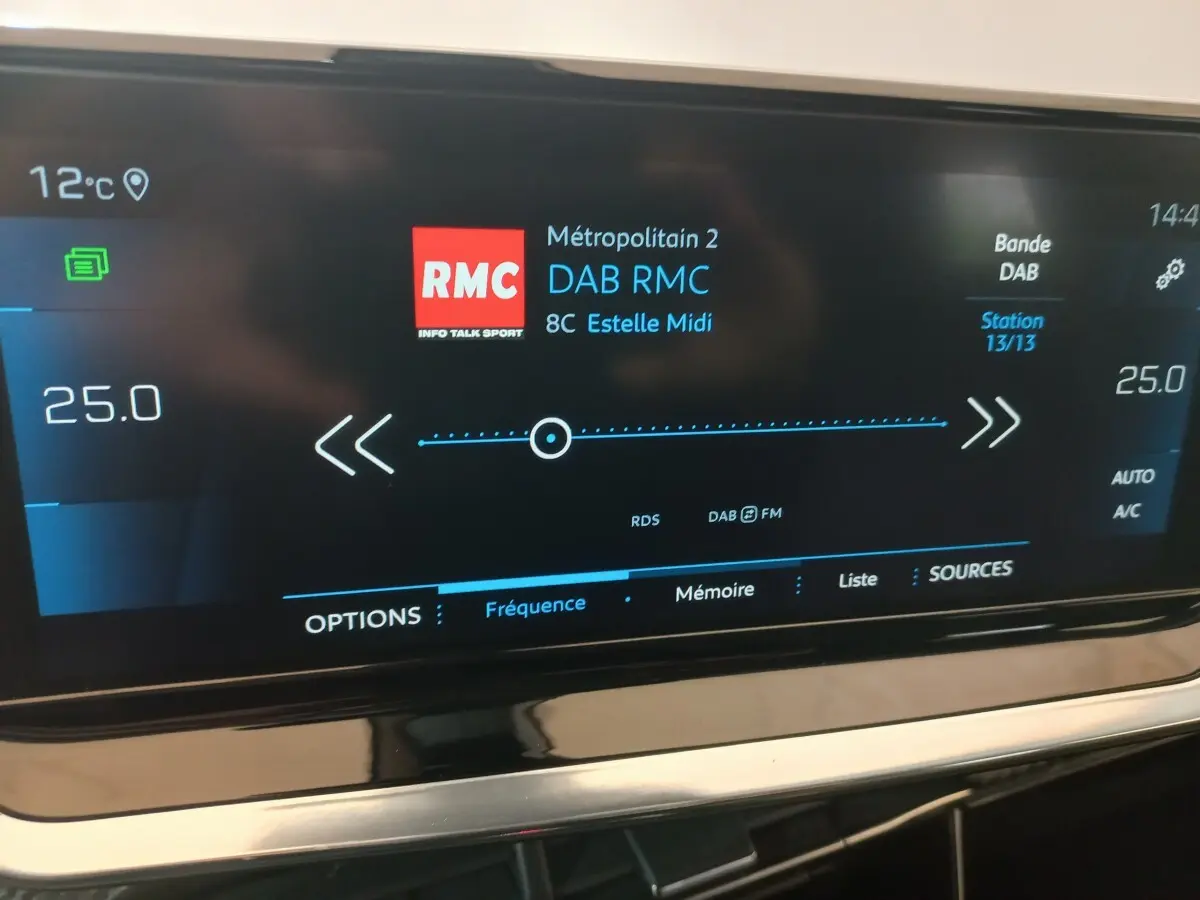 12°C
25.0
RMC
INFO TALK SPORT
Métropolitain 2
DAB RMC
8C Estelle Midi
Bande
DAB
Station
13/13
14:4
25.0
AUTO
A/C
RDS
DAB FM
OPTIONS
Fréquence
Mémoire
Liste
SOURCES